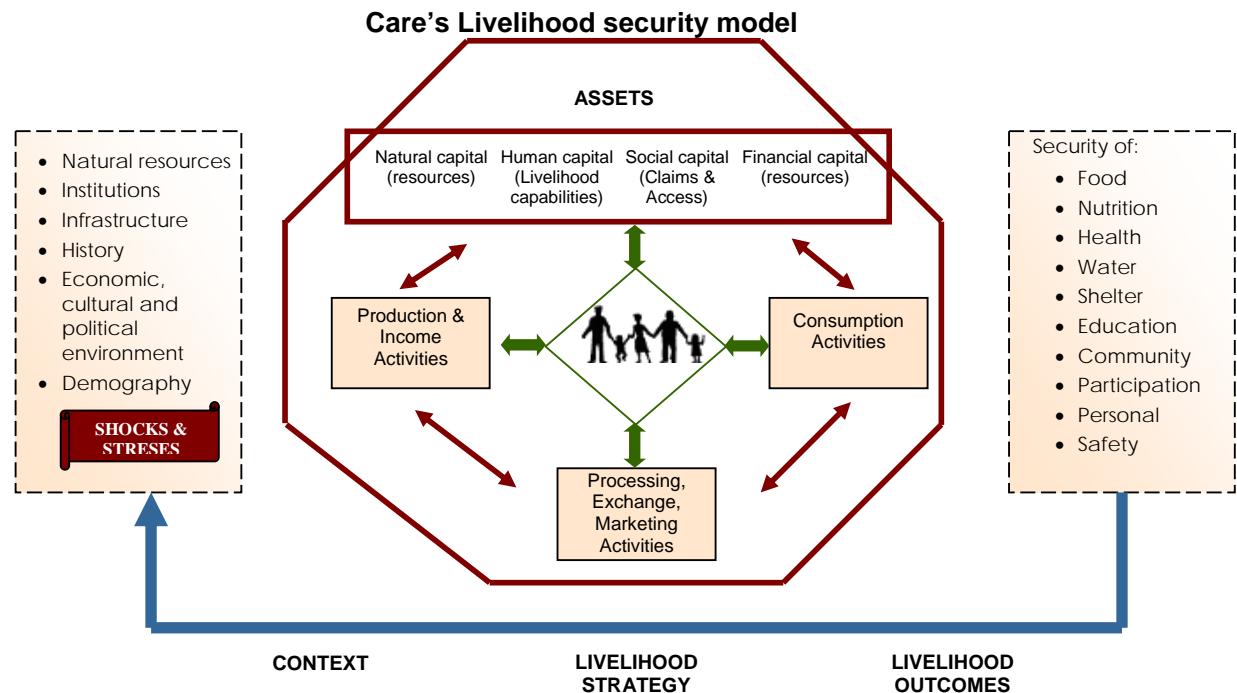 Care's Livelihood security model
ASSETS
Natural capital
(resources)
Human capital
(Livelihood
capabilities)
Social capital
(Claims &
Access)
Financial capital
(resources)
• Natural resources
• Institutions
• Infrastructure
• History
• Economic,
cultural and
political
environment
• Demography
SHOCKS &
STRESES
Production &
Income
Activities
Consumption
Activities
Processing,
Exchange,
Marketing
Activities
Security of:
• Food
• Nutrition
• Health
• Water
• Shelter
• Education
• Community
• Participation
• Personal
• Safety
CONTEXT
LIVELIHOOD
STRATEGY
LIVELIHOOD
OUTCOMES